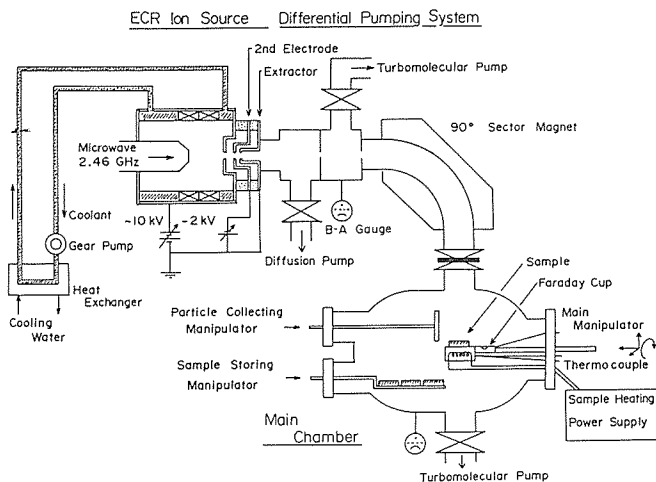 ECR Ion Source
Differential Pumping System
2nd Electrode
Extractor
Turbomolecular Pump
90° Sector Magnet
Microwave
2.46 GHz
~10 kV
-2 kV
B-A Gauge
Coolant
Gear Pump
Diffusion Pump
Heat
Exchanger
Cooling
Water
Sample
Faraday Cup
Particle Collecting
Manipulator
Main
Manipulator
Thermocouple
Sample Storing
Manipulator
Sample Heating
Power Supply
Main
Chamber
Turbomolecular Pump